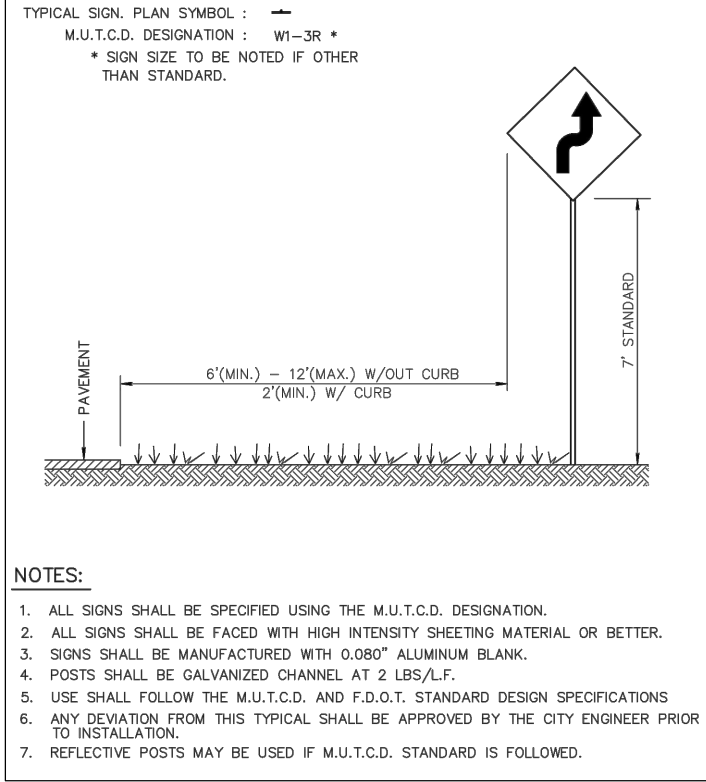 TYPICAL SIGN. PLAN SYMBOL :
M.U.T.C.D. DESIGNATION : W1-3R *
* SIGN SIZE TO BE NOTED IF OTHER
THAN STANDARD.
7' STANDARD
PAVEMENT
6'(MIN.) - 12'(MAX.) W/OUT CURB
2'(MIN.) W/ CURB
NOTES:
1. ALL SIGNS SHALL BE SPECIFIED USING THE M.U.T.C.D. DESIGNATION.
2. ALL SIGNS SHALL BE FACED WITH HIGH INTENSITY SHEETING MATERIAL OR BETTER.
3. SIGNS SHALL BE MANUFACTURED WITH 0.080" ALUMINUM BLANK.
4. POSTS SHALL BE GALVANIZED CHANNEL AT 2 LBS/L.F.
5. USE SHALL FOLLOW THE M.U.T.C.D. AND F.D.O.T. STANDARD DESIGN SPECIFICATIONS
6. ANY DEVIATION FROM THIS TYPICAL SHALL BE APPROVED BY THE CITY ENGINEER PRIOR
TO INSTALLATION.
7. REFLECTIVE POSTS MAY BE USED IF M.U.T.C.D. STANDARD IS FOLLOWED.